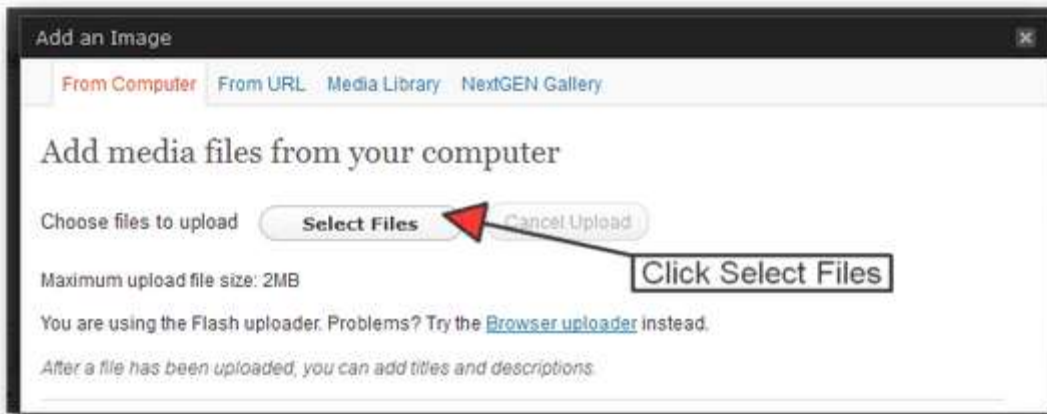 Add an Image
From Computer From URL Media Library NextGEN Gallery
Add media files from your computer
Choose files to upload Select Files Cancel Upload
Click Select Files
Maximum upload file size: 2MB
You are using the Flash uploader. Problems? Try the Browser uploader instead.
After a file has been uploaded, you can add titles and descriptions.